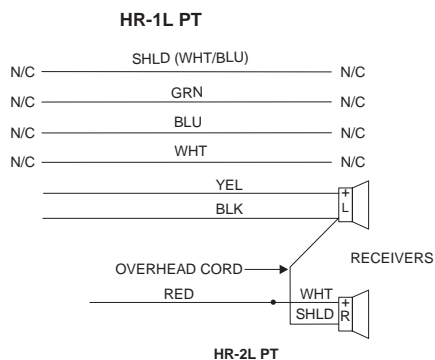 HR-1L PT
SHLD (WHT/BLU)
N/C N/C
GRN
N/C N/C
BLU
N/C N/C
WHT
N/C N/C
YEL
+
BLK L
RECEIVERS
OVERHEAD CORD
RED WHT +
SHLD R
HR-2L PT